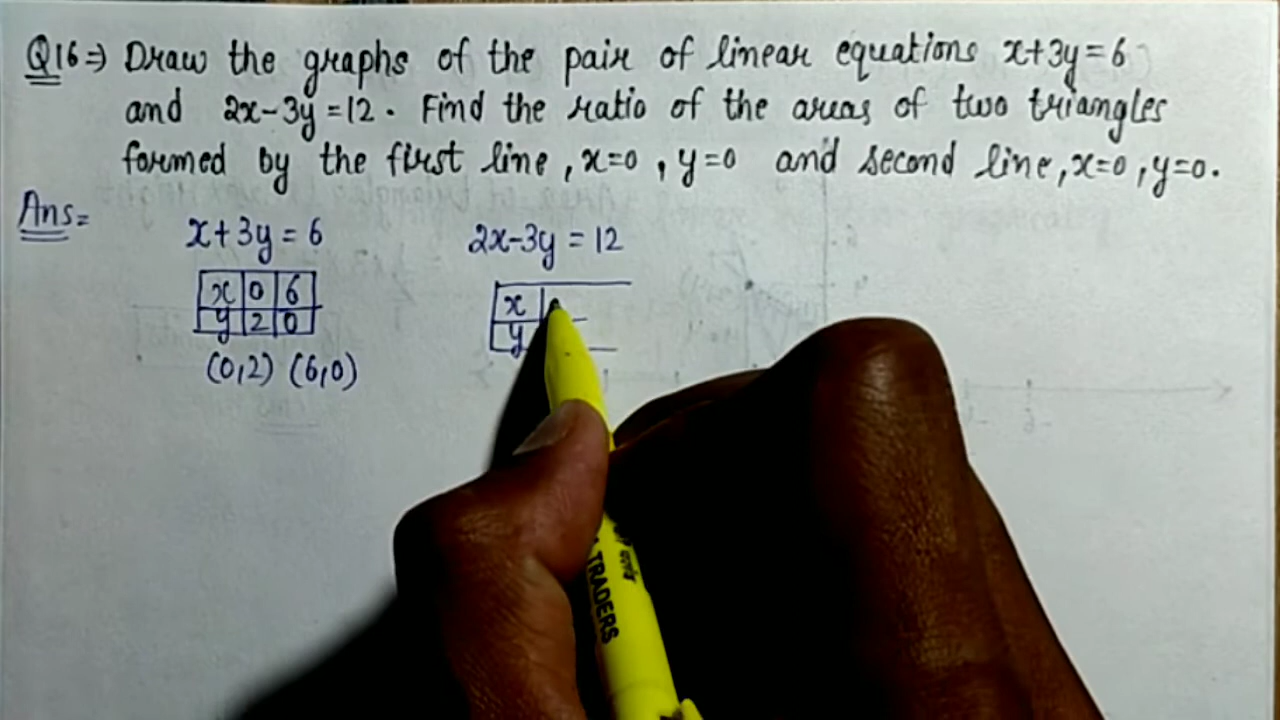 Q16⇒ Draw the graphs of the pair of linear equations x+3y=6
and 2x-3y=12. Find the ratio of the areas of two triangles
formed by the first line, x=0, y=0 and second line, x=0, y=0.
Ans=
x+3y = 6
2x-3y = 12
x 0 6
y 2 0
(0,2) (6,0)
x
y
TRADERS